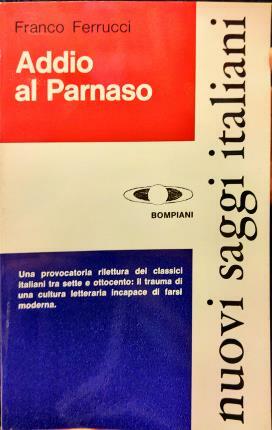 Franco Ferrucci
Addio
al Parnaso
BOMPIANI
Una provocatoria rilettura dei classici
italiani tra sette e ottocento: il trauma di
una cultura letteraria incapace di farsi
moderna.
nuovi saggi italiani